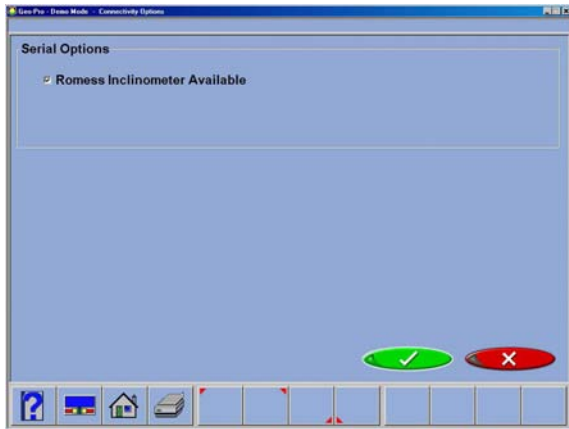 Geo-Pro - Demo Mode - Connectivity Options
Serial Options
Romess Inclinometer Available
?